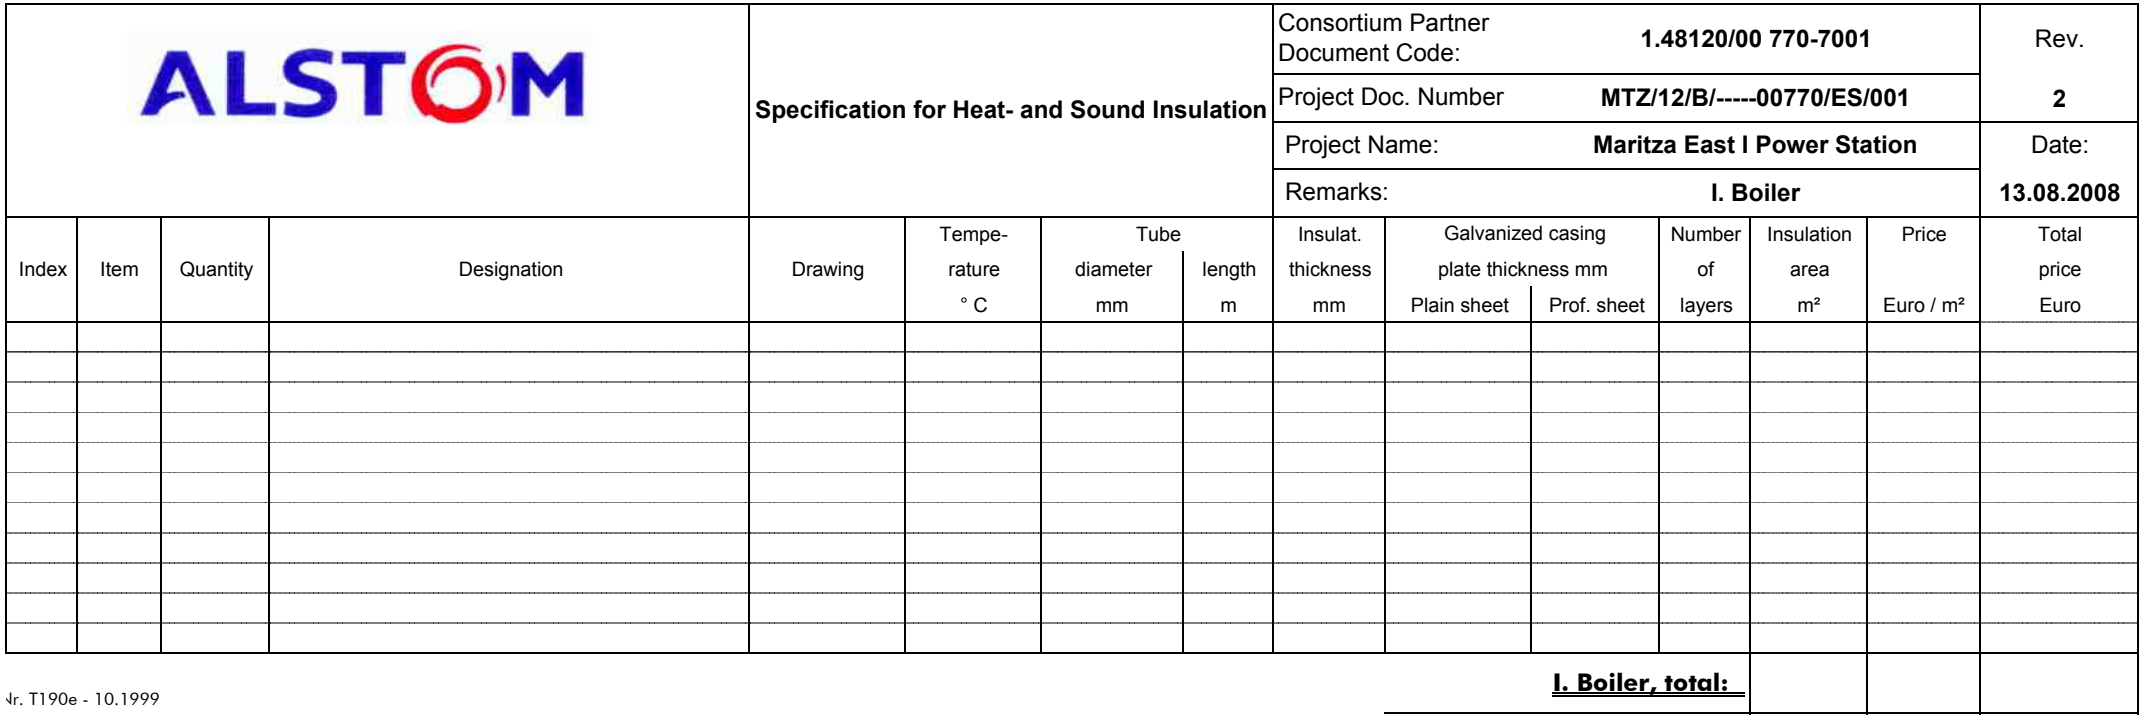 ALSTOM
Specification for Heat- and Sound Insulation
Consortium Partner
Document Code:
1.48120/00 770-7001
Rev.
Project Doc. Number
MTZ/12/B/-----00770/ES/001
2
Project Name:
Maritza East I Power Station
Date:
Remarks:
I. Boiler
13.08.2008
Index
Item
Quantity
Designation
Drawing
Tempe-
rature
° C
Tube
diameter
mm
length
m
Insulat.
thickness
mm
Galvanized casing
plate thickness mm
Plain sheet
Prof. sheet
Number
of
layers
Insulation
area
m²
Price
Euro / m²
Total
price
Euro
I. Boiler, total:
T190e - 10.1999